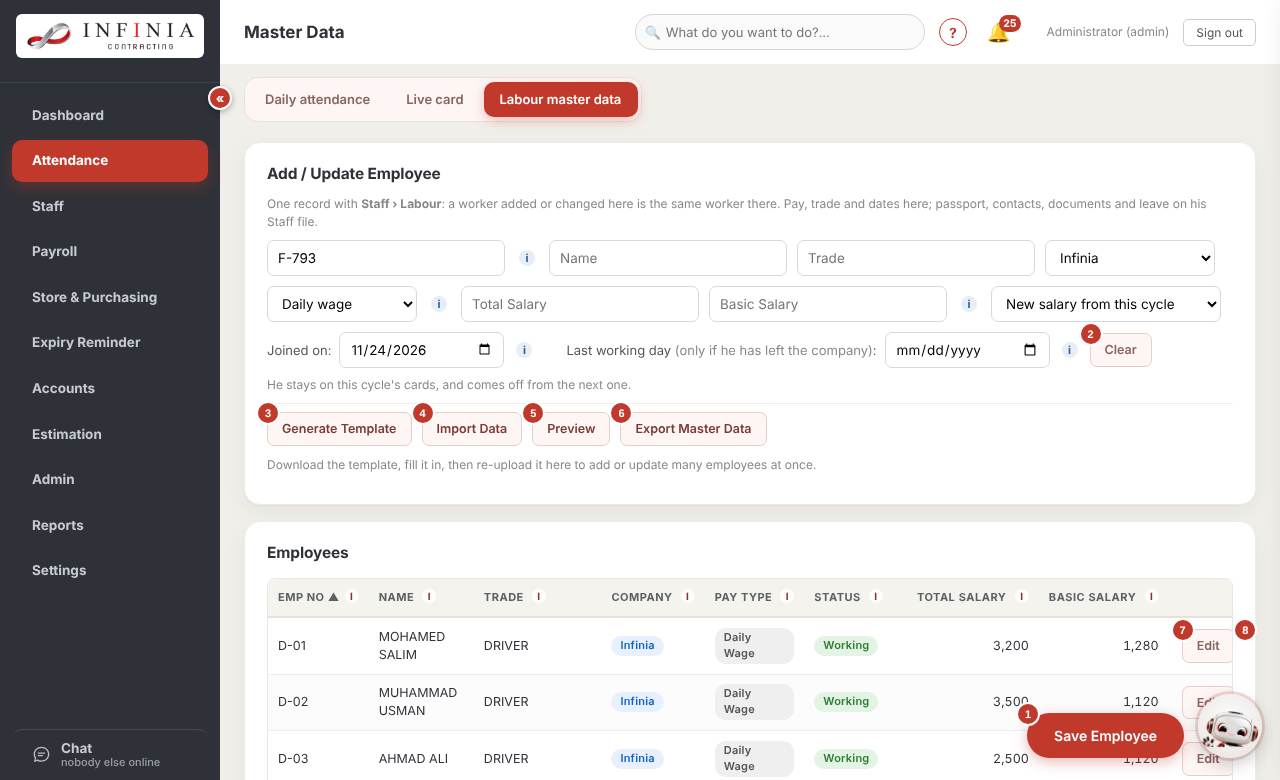 INFINIA
CONTRACTING
Master Data
What do you want to do?...
?
25
Administrator (admin)
Sign out
«
Dashboard
Attendance
Staff
Payroll
Store & Purchasing
Expiry Reminder
Accounts
Estimation
Admin
Reports
Settings
Chat
nobody else online
Daily attendance
Live card
Labour master data
Add / Update Employee
One record with Staff › Labour: a worker added or changed here is the same worker there. Pay, trade and dates here; passport, contacts, documents and leave on his
Staff file.
F-793 i Name Trade Infinia
Daily wage i Total Salary Basic Salary i New salary from this cycle
Joined on: 11/24/2026 i Last working day (only if he has left the company): mm/dd/yyyy i 2 Clear
He stays on this cycle's cards, and comes off from the next one.
3 Generate Template 4 Import Data 5 Preview 6 Export Master Data
Download the template, fill it in, then re-upload it here to add or update many employees at once.
Employees
EMP NO ▲ I NAME I TRADE I COMPANY I PAY TYPE I STATUS I TOTAL SALARY I BASIC SALARY I
D-01 MOHAMED SALIM DRIVER Infinia Daily Wage Working 3,200 1,280 7 Edit 8
D-02 MUHAMMAD USMAN DRIVER Infinia Daily Wage Working 3,500 1,120 Edit
D-03 AHMAD ALI DRIVER Infinia Daily Wage Working 2,500 1,120 Edit
1 Save Employee